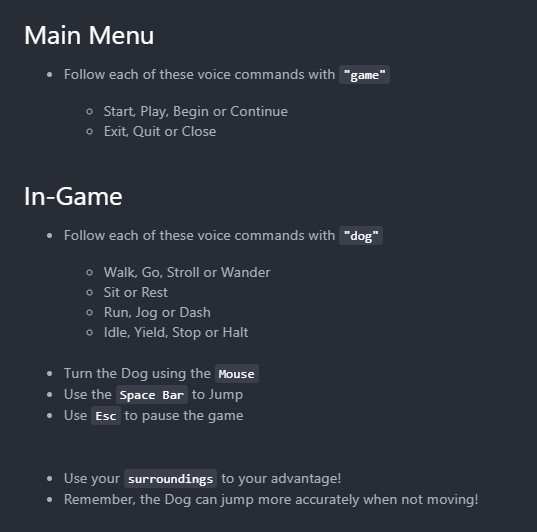 Main Menu
Follow each of these voice commands with "game"
Start, Play, Begin or Continue
Exit, Quit or Close
In-Game
Follow each of these voice commands with "dog"
Walk, Go, Stroll or Wander
Sit or Rest
Run, Jog or Dash
Idle, Yield, Stop or Halt
Turn the Dog using the Mouse
Use the Space Bar to Jump
Use Esc to pause the game
Use your surroundings to your advantage!
Remember, the Dog can jump more accurately when not moving!